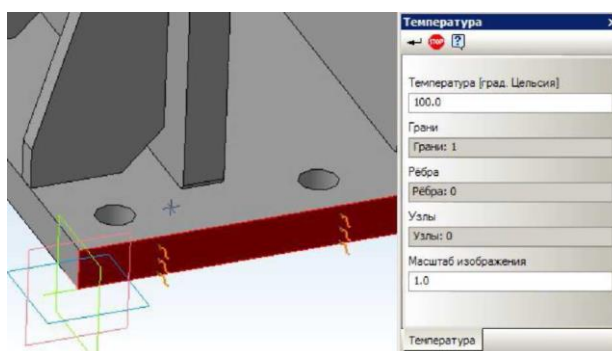 Температура
STOP
Температура [град. Цельсия]
100.0
Грани
Грани: 1
Рёбра
Рёбра: 0
Узлы
Узлы: 0
Масштаб изображения
1.0
Температура